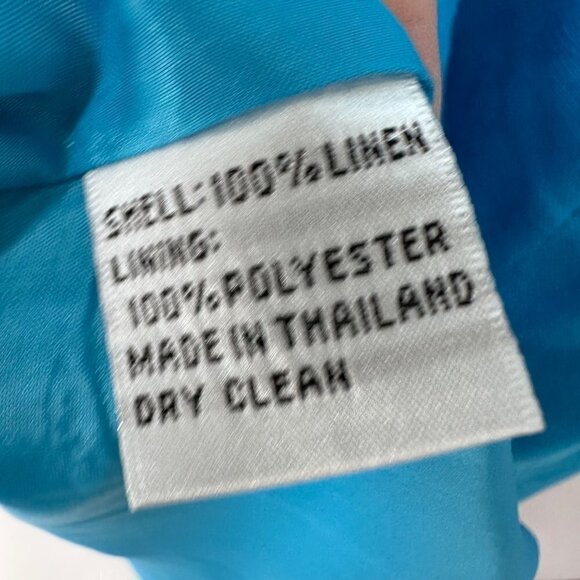 SHELL: 100% LINEN
LINING:
100% POLYESTER
MADE IN THAILAND
DRY CLEAN